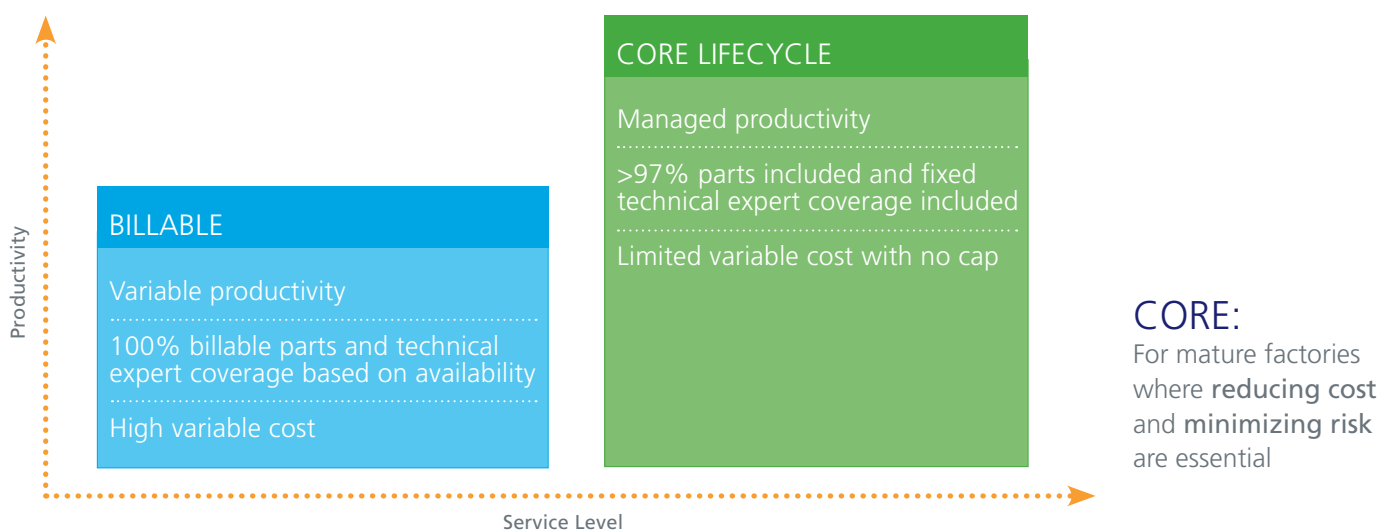 Productivity
BILLABLE
Variable productivity
100% billable parts and technical
expert coverage based on availability
High variable cost
CORE LIFECYCLE
Managed productivity
>97% parts included and fixed
technical expert coverage included
Limited variable cost with no cap
CORE:
For mature factories
where reducing cost
and minimizing risk
are essential
Service Level